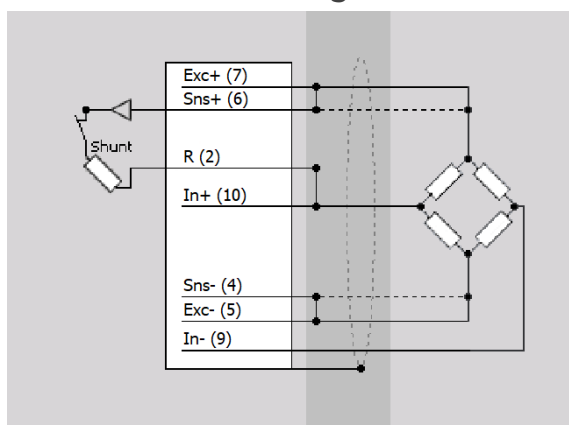 Exc+ (7)
Sns+ (6)
Shunt
R (2)
In+ (10)
Sns- (4)
Exc- (5)
In- (9)